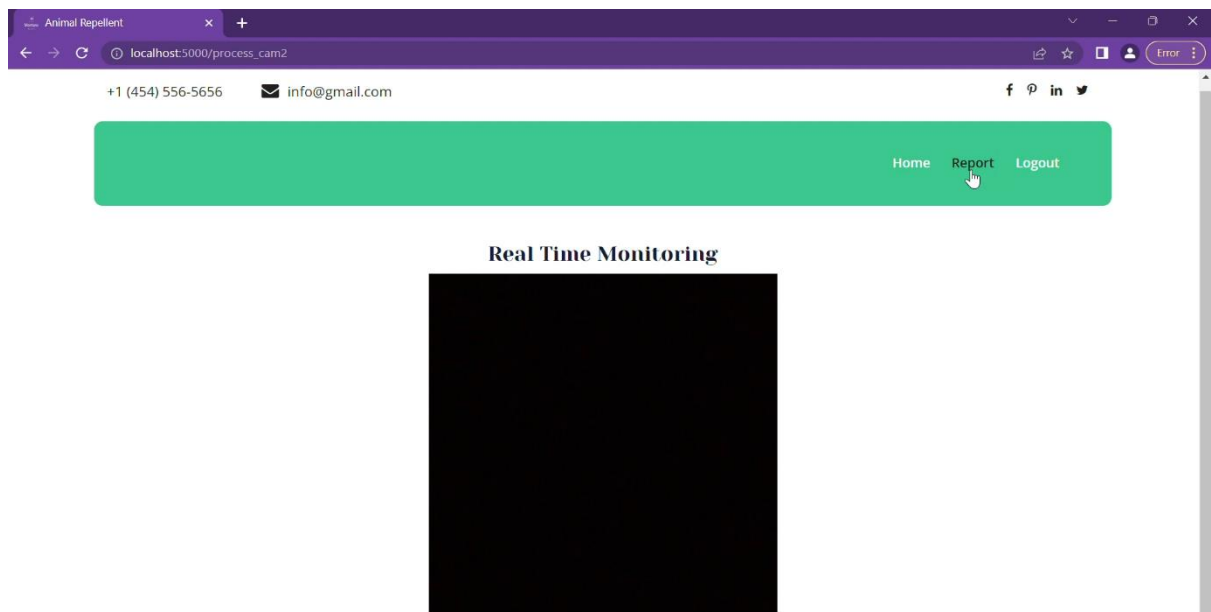 Animal Repellent
localhost:5000/process_cam2
Error
+1 (454) 556-5656 info@gmail.com
Home Report Logout
Real Time Monitoring